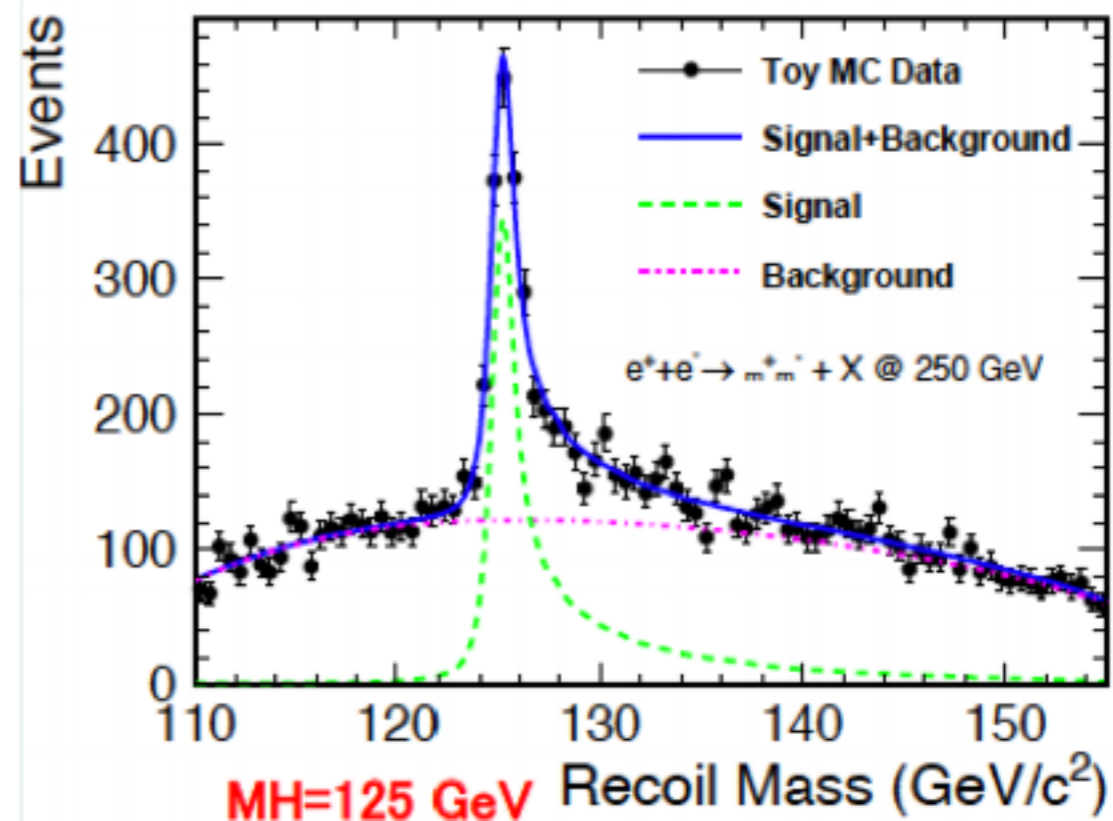 Events
400
300
200
100
0
110 120 130 140 150
Toy MC Data
Signal+Background
Signal
Background
e⁺+e⁻→ m⁺m⁻ + X @ 250 GeV
Recoil Mass (GeV/c²)
MH=125 GeV